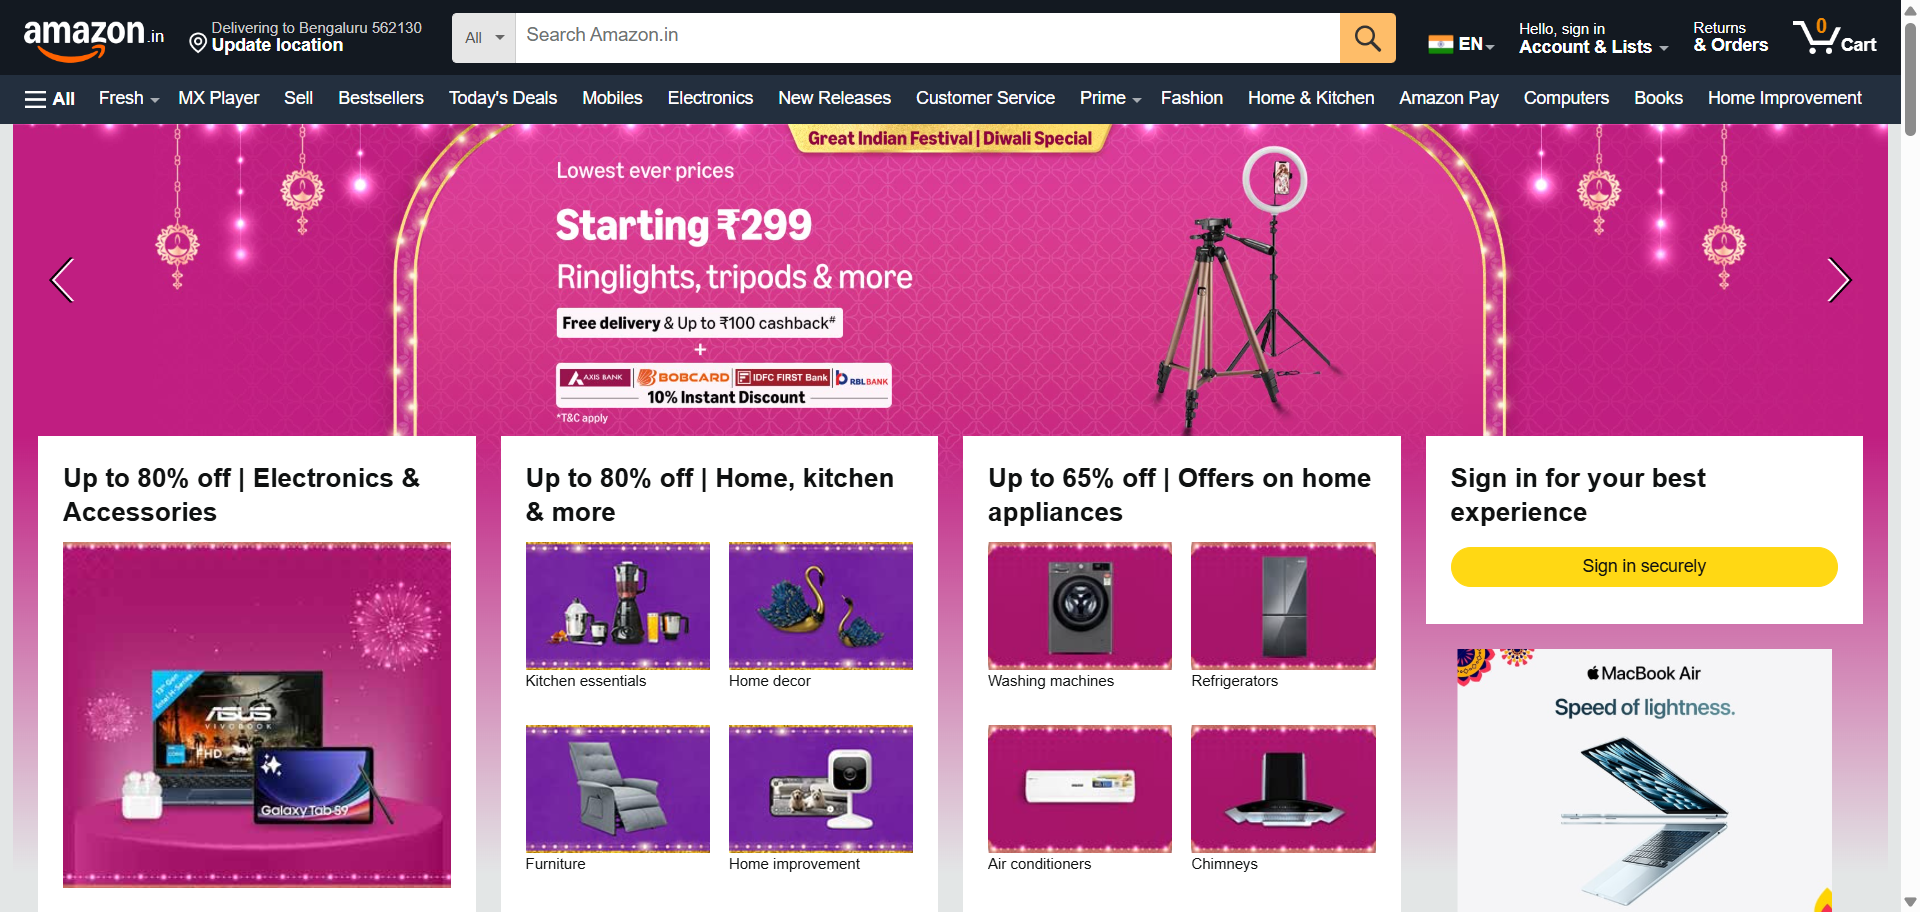 amazon.in
Delivering to Bengaluru 562130
Update location
All
Search Amazon.in
EN
Hello, sign in
Account & Lists
Returns
& Orders
0
Cart
All
Fresh
MX Player
Sell
Bestsellers
Today's Deals
Mobiles
Electronics
New Releases
Customer Service
Prime
Fashion
Home & Kitchen
Amazon Pay
Computers
Books
Home Improvement
Great Indian Festival | Diwali Special
Lowest ever prices
Starting ₹299
Ringlights, tripods & more
Free delivery & Up to ₹100 cashback#
+
AXIS BANK | BOBCARD | IDFC FIRST Bank | RBLBANK
10% Instant Discount
*T&C apply
Up to 80% off | Electronics &
Accessories
13th Gen
Intel H-Series
ASUS
VIVOBOOK
FHD
Galaxy Tab S9
Up to 80% off | Home, kitchen
& more
Kitchen essentials
Home decor
Furniture
Home improvement
Up to 65% off | Offers on home
appliances
Washing machines
Refrigerators
Air conditioners
Chimneys
Sign in for your best
experience
Sign in securely
MacBook Air
Speed of lightness.